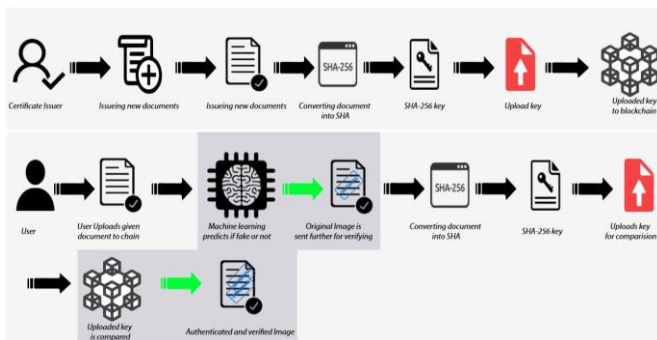 SHA-256
Certificate Issuer
Issueing new documents
Issueing new documents
Converting document
into SHA
SHA-256 key
Upload key
Uploaded key
to blockchain
SHA-256
User
User Uploads given
document to chain
Machine learning
predicts if fake or not
Original Image is
sent further for verifying
Converting document
into SHA
SHA-256 key
Uploads key
for comparision
Uploaded key
is compared
Authenticated and verified Image